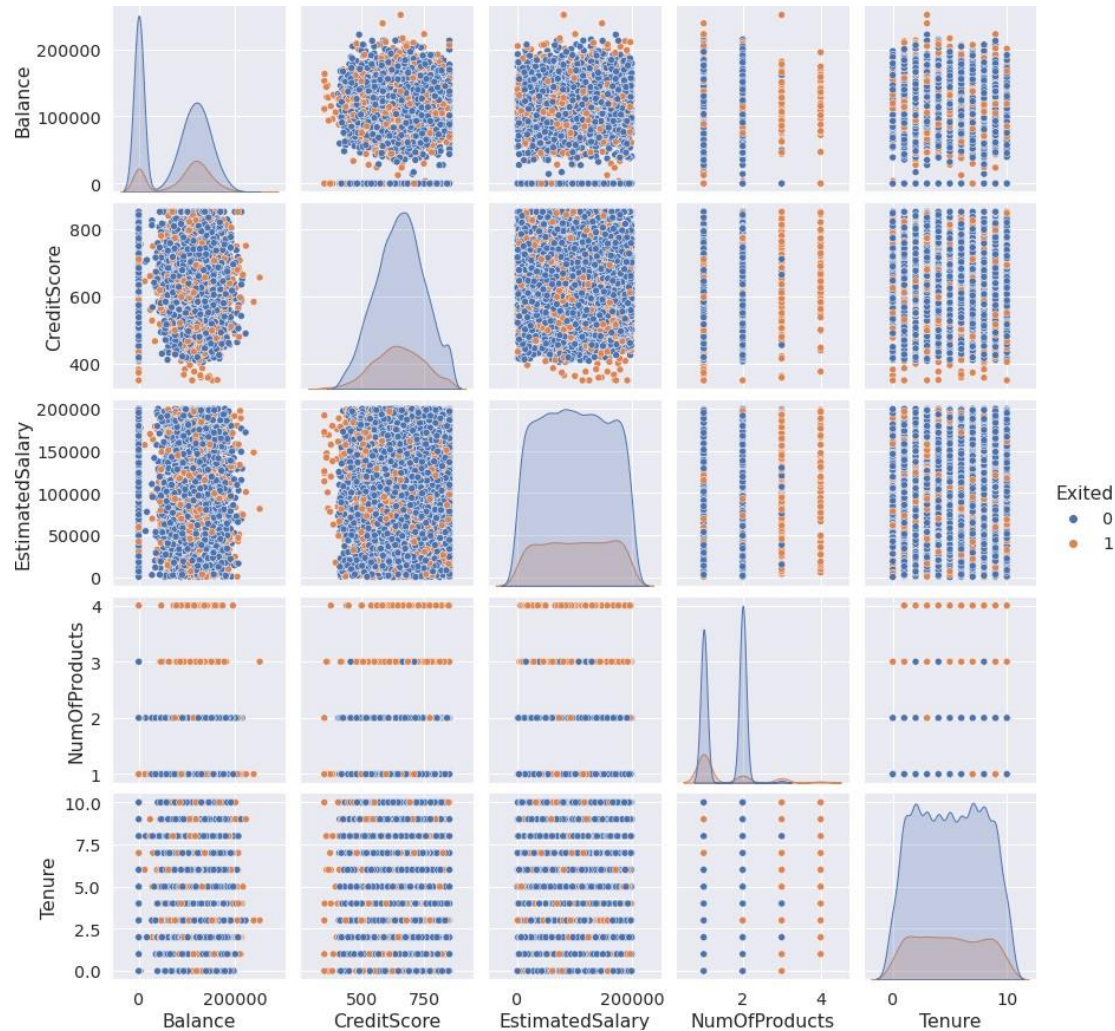 Balance
200000
100000
0
CreditScore
800
600
400
EstimatedSalary
200000
150000
100000
50000
0
Exited
0
1
NumOfProducts
4
3
2
1
Tenure
10.0
7.5
5.0
2.5
0.0
0 200000 500 750 0 200000 2 4 0 10
Balance CreditScore EstimatedSalary NumOfProducts Tenure